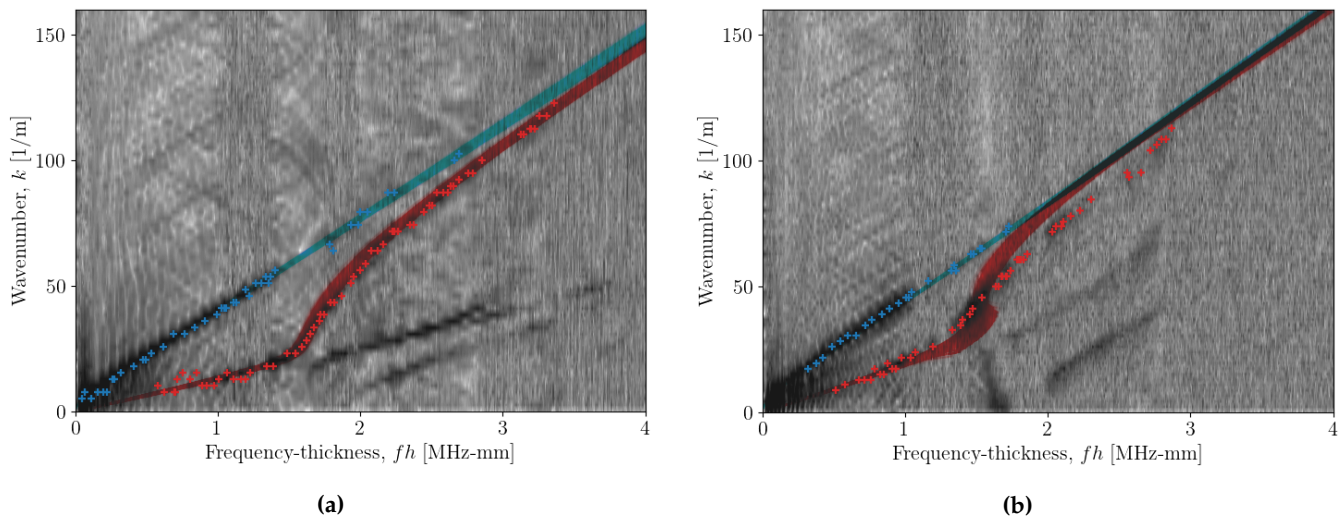 150
100
50
0
Wavenumber, k [1/m]
0 1 2 3 4
Frequency-thickness, fh [MHz-mm]
(a)
150
100
50
0
Wavenumber, k [1/m]
0 1 2 3 4
Frequency-thickness, fh [MHz-mm]
(b)